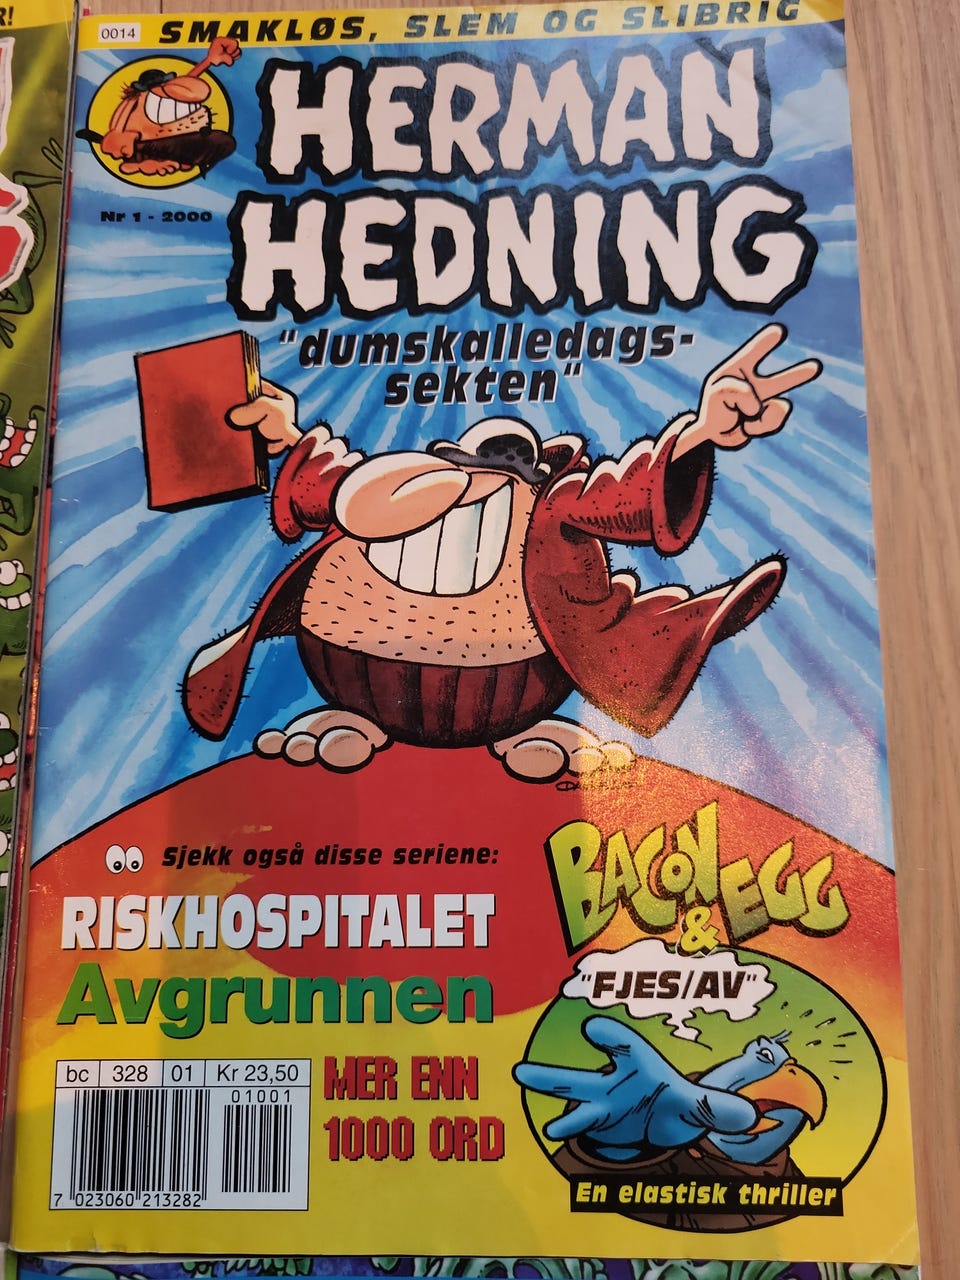 R!
0014
SMAKLØS, SLEM OG SLIBRIG
HERMAN
HEDNING
Nr 1 - 2000
"dumskalledags-
sekten"
Sjekk også disse seriene:
RISKHOSPITALET
Avgrunnen
MER ENN
1000 ORD
BACON
&
EGG
"FJES/AV"
En elastisk thriller
bc 328 01 Kr 23,50
01001
7 023060 213282